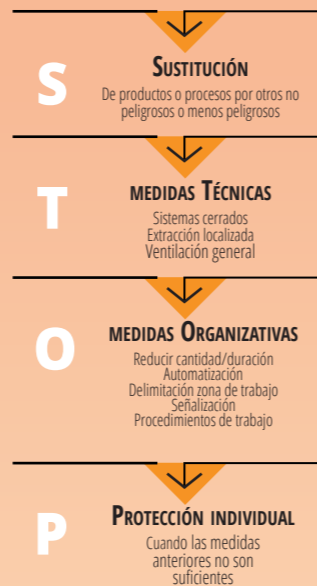 S
SUSTITUCIÓN
De productos o procesos por otros no
peligrosos o menos peligrosos
T
MEDIDAS TÉCNICAS
Sistemas cerrados
Extracción localizada
Ventilación general
O
MEDIDAS ORGANIZATIVAS
Reducir cantidad/duración
Automatización
Delimitación zona de trabajo
Señalización
Procedimientos de trabajo
P
PROTECCIÓN INDIVIDUAL
Cuando las medidas
anteriores no son
suficientes